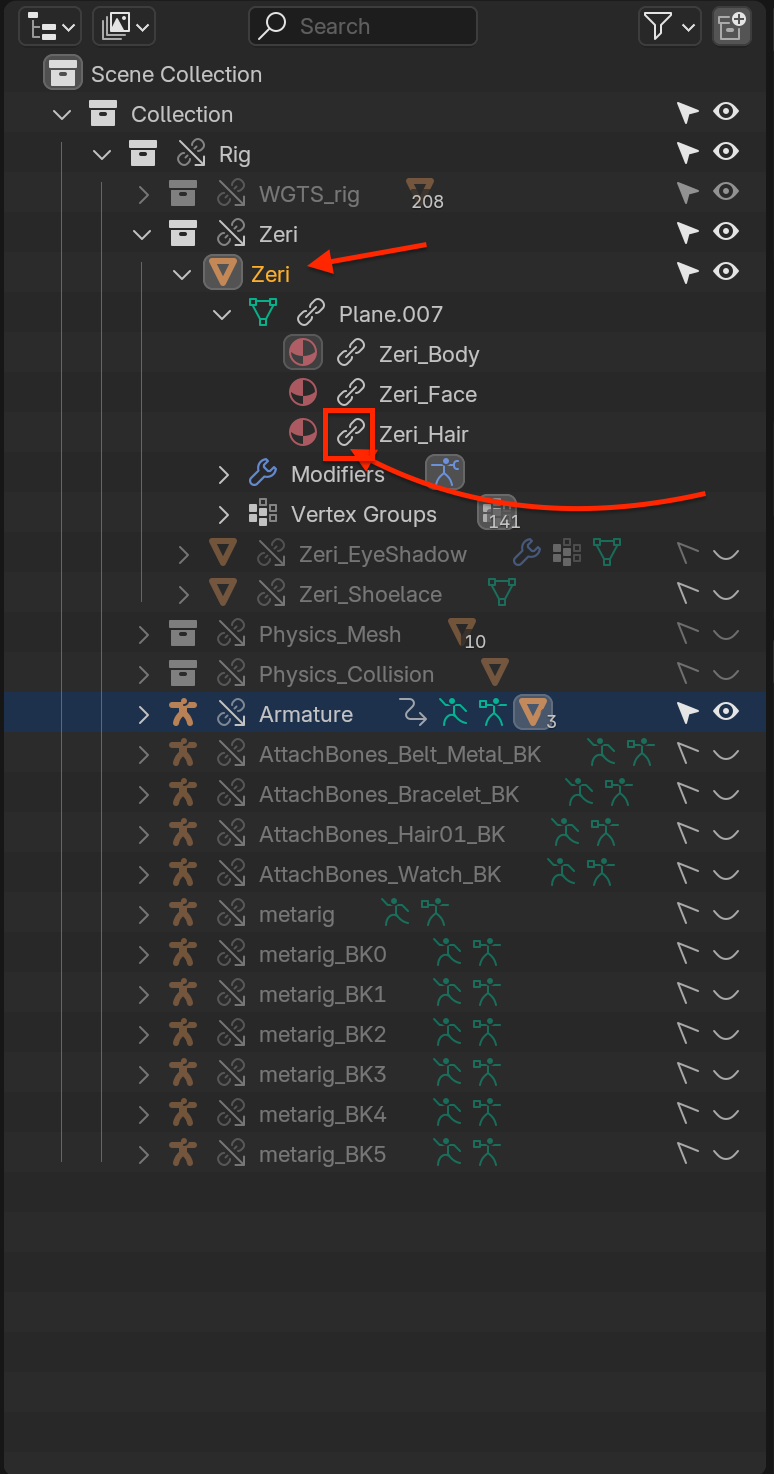 Search
Scene Collection
Collection
Rig
WGTS_rig 208
Zeri
Zeri
Plane.007
Zeri_Body
Zeri_Face
Zeri_Hair
Modifiers
Vertex Groups 141
Zeri_EyeShadow
Zeri_Shoelace
Physics_Mesh 10
Physics_Collision
Armature 3
AttachBones_Belt_Metal_BK
AttachBones_Bracelet_BK
AttachBones_Hair01_BK
AttachBones_Watch_BK
metarig
metarig_BK0
metarig_BK1
metarig_BK2
metarig_BK3
metarig_BK4
metarig_BK5